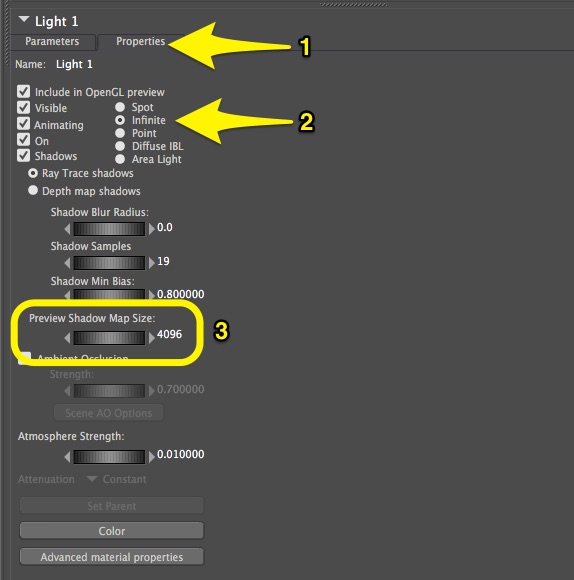 Light 1
Parameters Properties
1
Name: Light 1
Include in OpenGL preview
Visible Spot
Animating Infinite
2
On Point
Shadows Diffuse IBL
Area Light
Ray Trace shadows
Depth map shadows
Shadow Blur Radius:
0.0
Shadow Samples
19
Shadow Min Bias:
0.800000
Preview Shadow Map Size:
4096
3
Ambient Occlusion
Strength:
0.700000
Scene AO Options
Atmosphere Strength:
0.010000
Attenuation Constant
Set Parent
Color
Advanced material properties